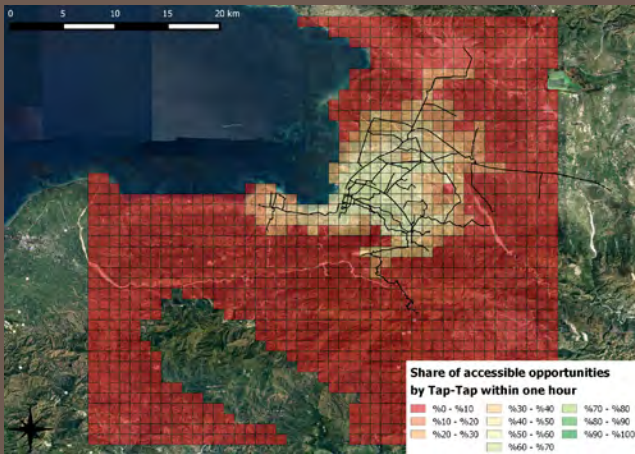 0 5 10 15 20 km
Share of accessible opportunities
by Tap-Tap within one hour
%0 - %10 %30 - %40 %70 - %80
%10 - %20 %40 - %50 %80 - %90
%20 - %30 %50 - %60 %90 - %100
%60 - %70